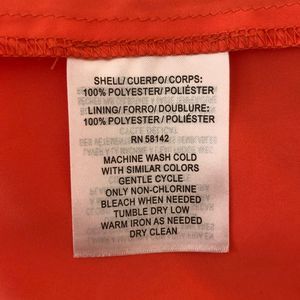 SHELL/ CUERPO/ CORPS:
100% POLYESTER/ POLIÉSTER
LINING/ FORRO/ DOUBLURE:
100% POLYESTER/ POLIÉSTER
RN 58142
MACHINE WASH COLD
WITH SIMILAR COLORS
GENTLE CYCLE
ONLY NON-CHLORINE
BLEACH WHEN NEEDED
TUMBLE DRY LOW
WARM IRON AS NEEDED
DRY CLEAN